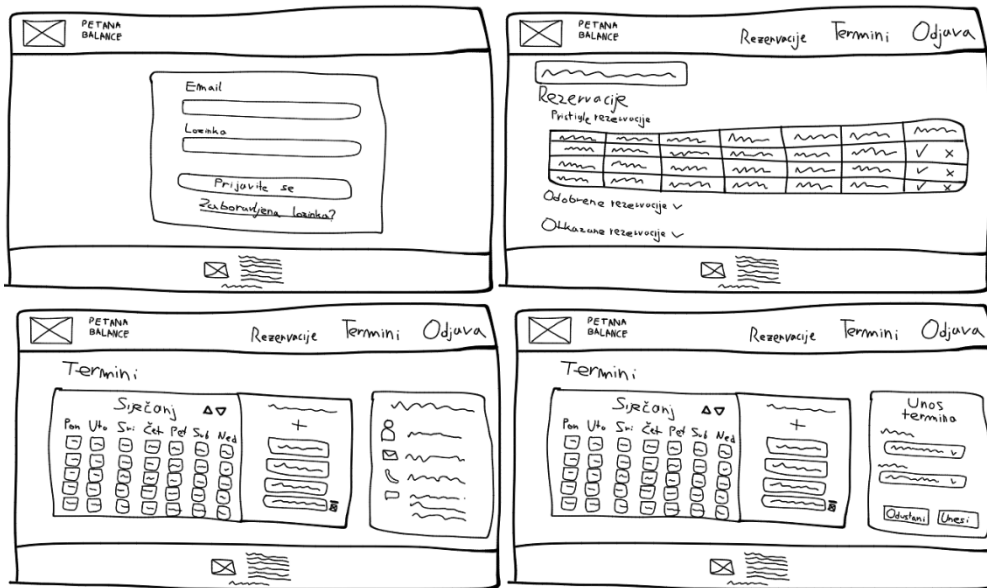 PETANA
BALANCE
Email
Lozinka
Prijavite se
Zaboravljena lozinka?
PETANA
BALANCE
Rezervacije Termini Odjava
Rezervacije
Pristigle rezervacije
Odobrene rezervacije
Otkazane rezervacije
PETANA
BALANCE
Rezervacije Termini Odjava
Termini
Siječanj
Pon Uto Sri Čet Pet Sub Ned
PETANA
BALANCE
Rezervacije Termini Odjava
Termini
Siječanj
Pon Uto Sri Čet Pet Sub Ned
Unos
termina
Odustani Unesi